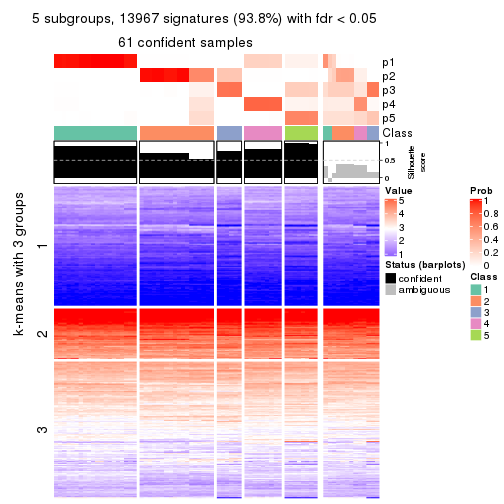 5 subgroups, 13967 signatures (93.8%) with fdr < 0.05
61 confident samples
p1
p2
p3
p4
p5
Class
1
0.5
0
Silhouette
score
k-means with 3 groups
1
2
3
Value
5
4
3
2
1
Status (barplots)
confident
ambiguous
Prob
1
0.8
0.6
0.4
0.2
0
Class
1
2
3
4
5